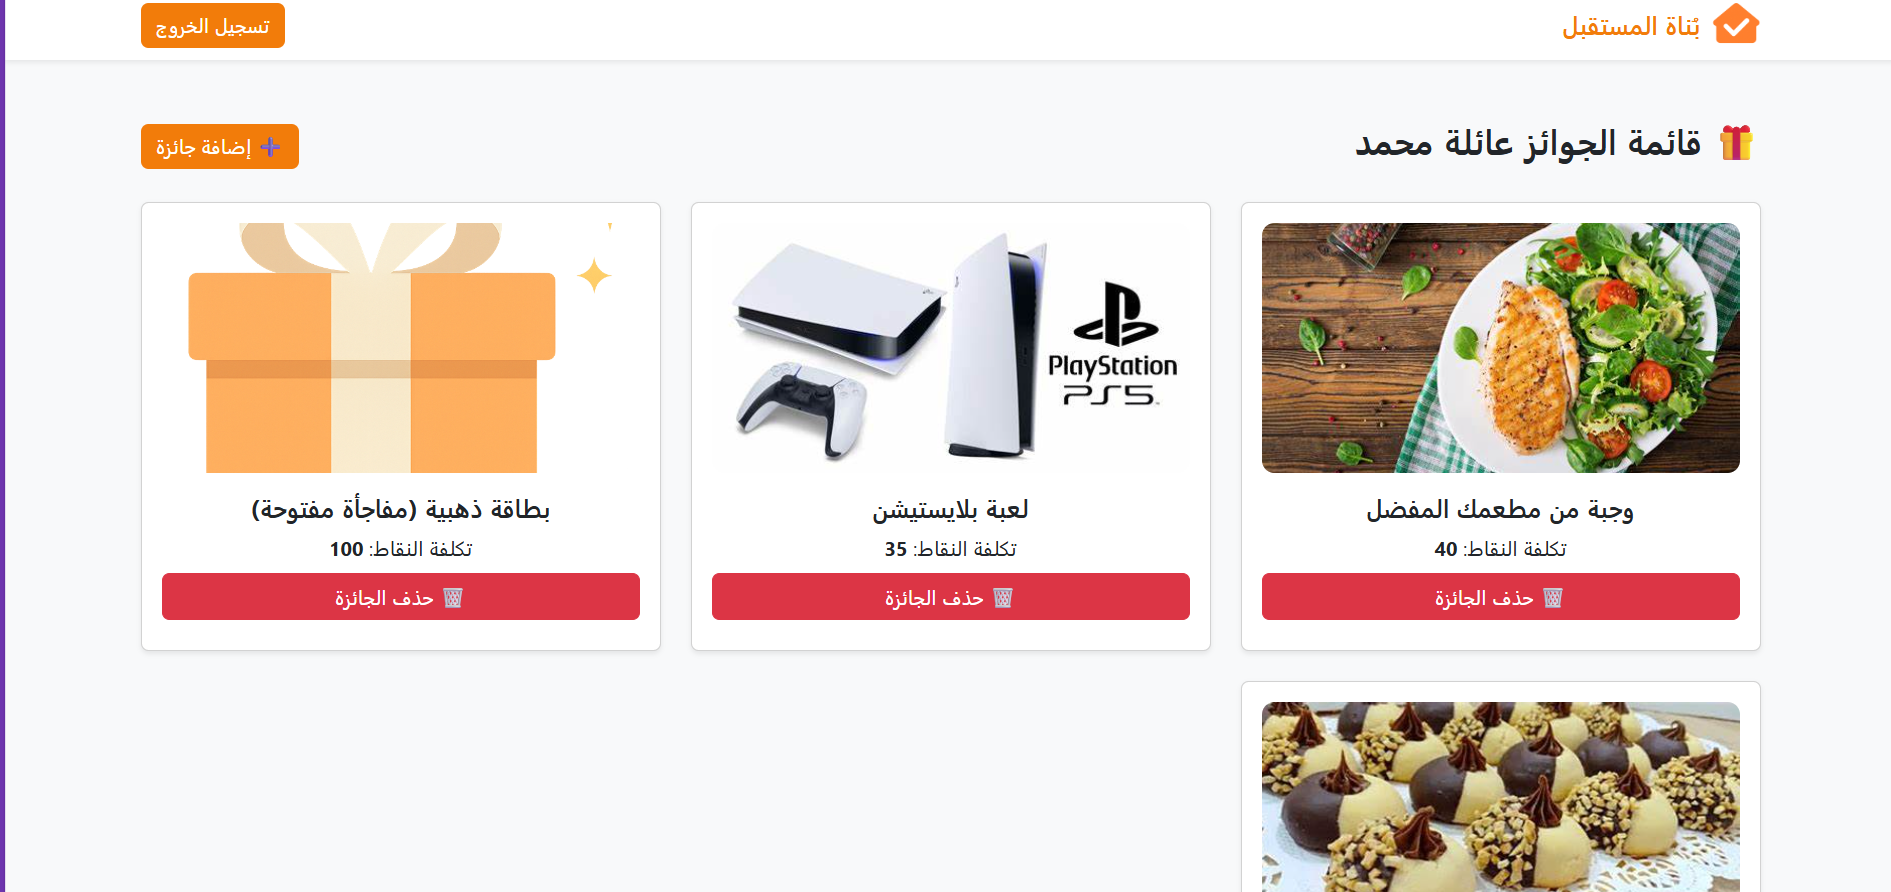 بُناة المستقبل
تسجيل الخروج
قائمة الجوائز عائلة محمد
إضافة جائزة
وجبة من مطعمك المفضل
تكلفة النقاط: 40
حذف الجائزة
PlayStation
PS5
لعبة بلايستيشن
تكلفة النقاط: 35
حذف الجائزة
بطاقة ذهبية (مفاجأة مفتوحة)
تكلفة النقاط: 100
حذف الجائزة